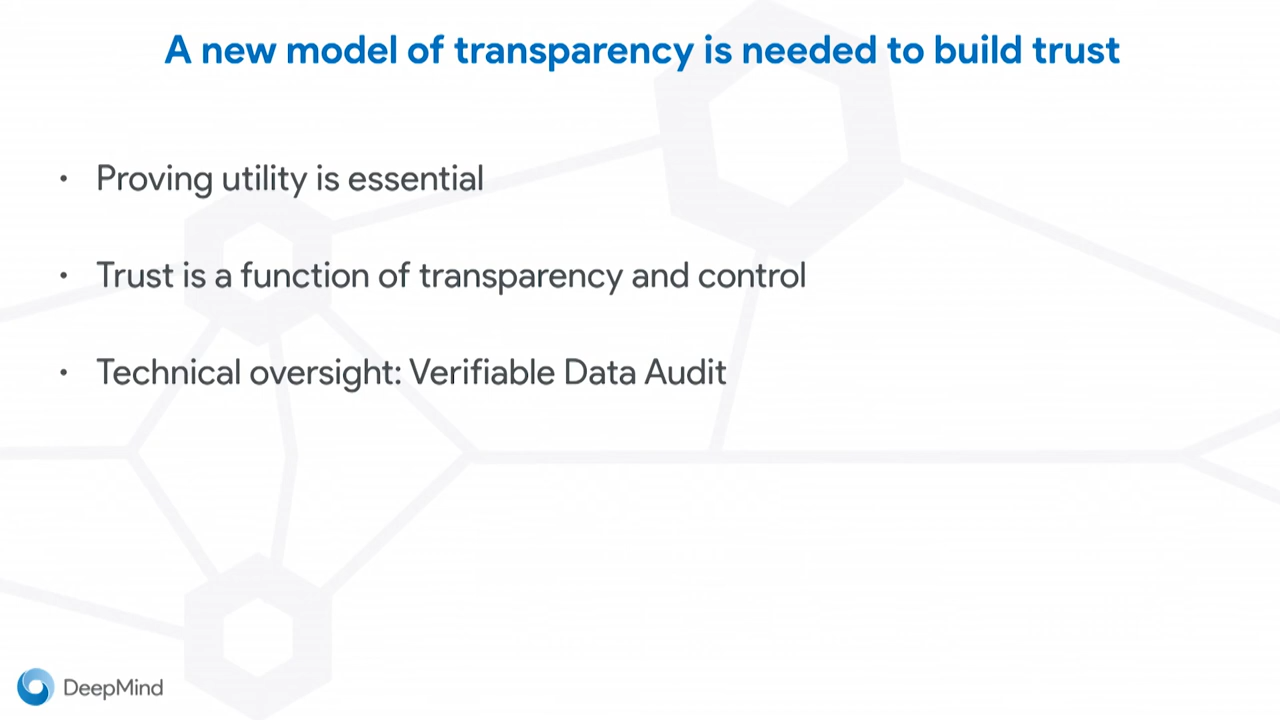 A new model of transparency is needed to build trust
• Proving utility is essential
• Trust is a function of transparency and control
• Technical oversight: Verifiable Data Audit
DeepMind